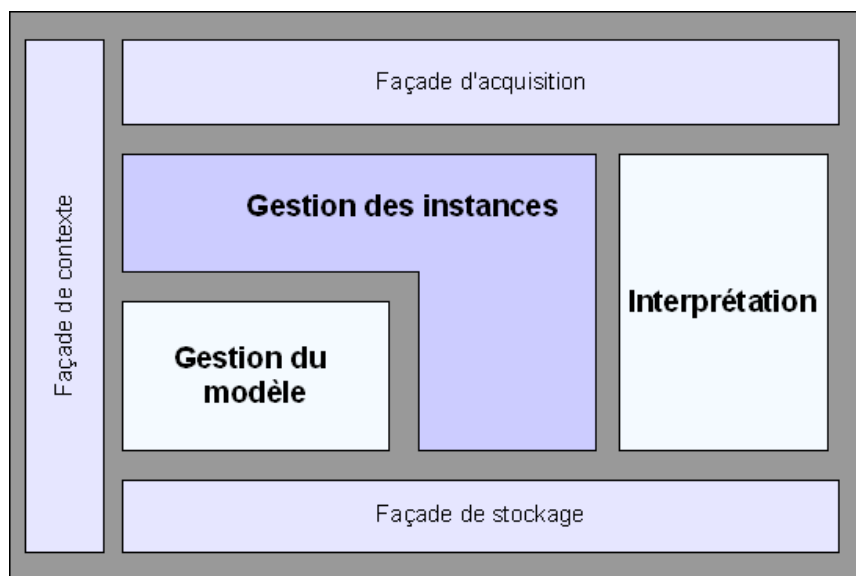 Façade d'acquisition
Façade de contexte
Gestion des instances
Interprétation
Gestion du
modèle
Façade de stockage